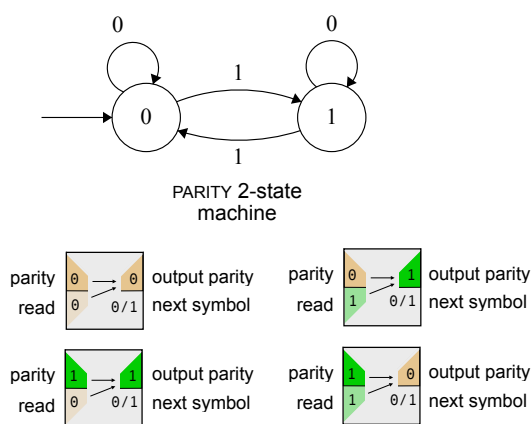 0 0
1
0 1
1
PARITY 2-state
machine
parity 0 0 output parity
read 0 0/1 next symbol
parity 0 1 output parity
read 1 0/1 next symbol
parity 1 1 output parity
read 0 0/1 next symbol
parity 1 0 output parity
read 1 0/1 next symbol